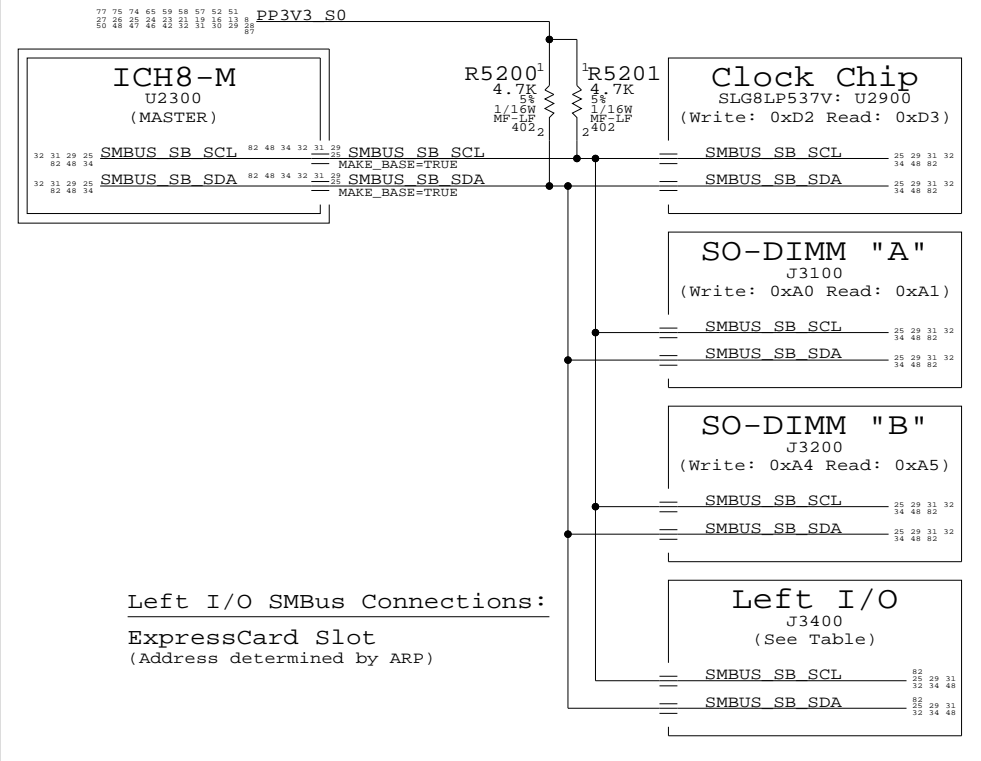 77 75 74 65 59 58 57 52 51
27 26 25 24 23 21 19 16 13 8 PP3V3_S0
50 48 47 46 42 32 31 30 29 28
87
ICH8-M
U2300
(MASTER)
32 31 29 25 SMBUS_SB_SCL 82 48 34 32 31 29
82 48 34
25 SMBUS_SB_SCL
MAKE_BASE=TRUE
32 31 29 25 SMBUS_SB_SDA 82 48 34 32 31 29
82 48 34
25 SMBUS_SB_SDA
MAKE_BASE=TRUE
R5200 1
4.7K
5%
1/16W
MF-LF
402 2
1 R5201
4.7K
5%
1/16W
MF-LF
2 402
Clock Chip
SLG8LP537V: U2900
(Write: 0xD2 Read: 0xD3)
SMBUS_SB_SCL 25 29 31 32
34 48 82
SMBUS_SB_SDA 25 29 31 32
34 48 82
SO-DIMM "A"
J3100
(Write: 0xA0 Read: 0xA1)
SMBUS_SB_SCL 25 29 31 32
34 48 82
SMBUS_SB_SDA 25 29 31 32
34 48 82
SO-DIMM "B"
J3200
(Write: 0xA4 Read: 0xA5)
SMBUS_SB_SCL 25 29 31 32
34 48 82
SMBUS_SB_SDA 25 29 31 32
34 48 82
Left I/O SMBus Connections:
ExpressCard Slot
(Address determined by ARP)
Left I/O
J3400
(See Table)
SMBUS_SB_SCL 82
25 29 31
32 34 48
SMBUS_SB_SDA 82
25 29 31
32 34 48